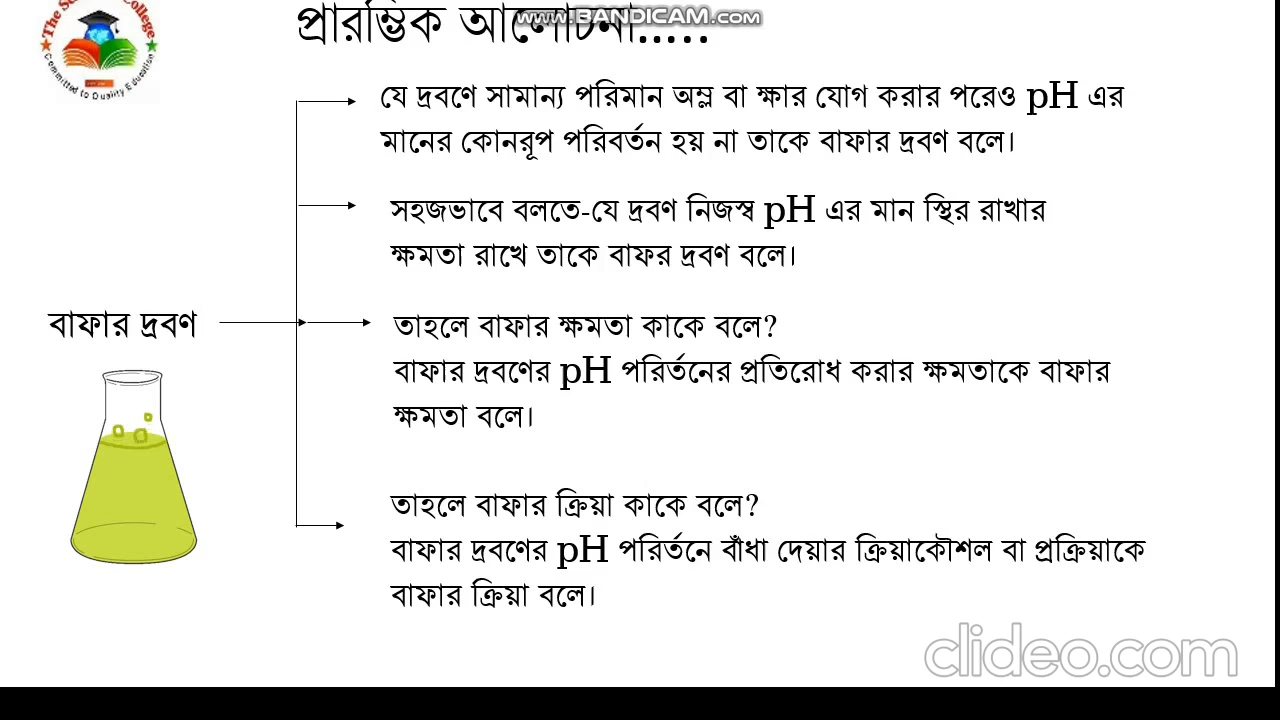 প্রারম্ভিক আলোচনা.....
WWW.BANDICAM.COM
College
Committed to Quality Education
যে দ্রবণে সামান্য পরিমান অম্ল বা ক্ষার যোগ করার পরেও pH এর
মানের কোনরূপ পরিবর্তন হয় না তাকে বাফার দ্রবণ বলে।
সহজভাবে বলতে-যে দ্রবণ নিজস্ব pH এর মান স্থির রাখার
ক্ষমতা রাখে তাকে বাফর দ্রবণ বলে।
বাফার দ্রবণ
তাহলে বাফার ক্ষমতা কাকে বলে?
বাফার দ্রবণের pH পরির্তনের প্রতিরোধ করার ক্ষমতাকে বাফার
ক্ষমতা বলে।
তাহলে বাফার ক্রিয়া কাকে বলে?
বাফার দ্রবণের pH পরির্তনে বাঁধা দেয়ার ক্রিয়াকৌশল বা প্রক্রিয়াকে
বাফার ক্রিয়া বলে।
clideo.com